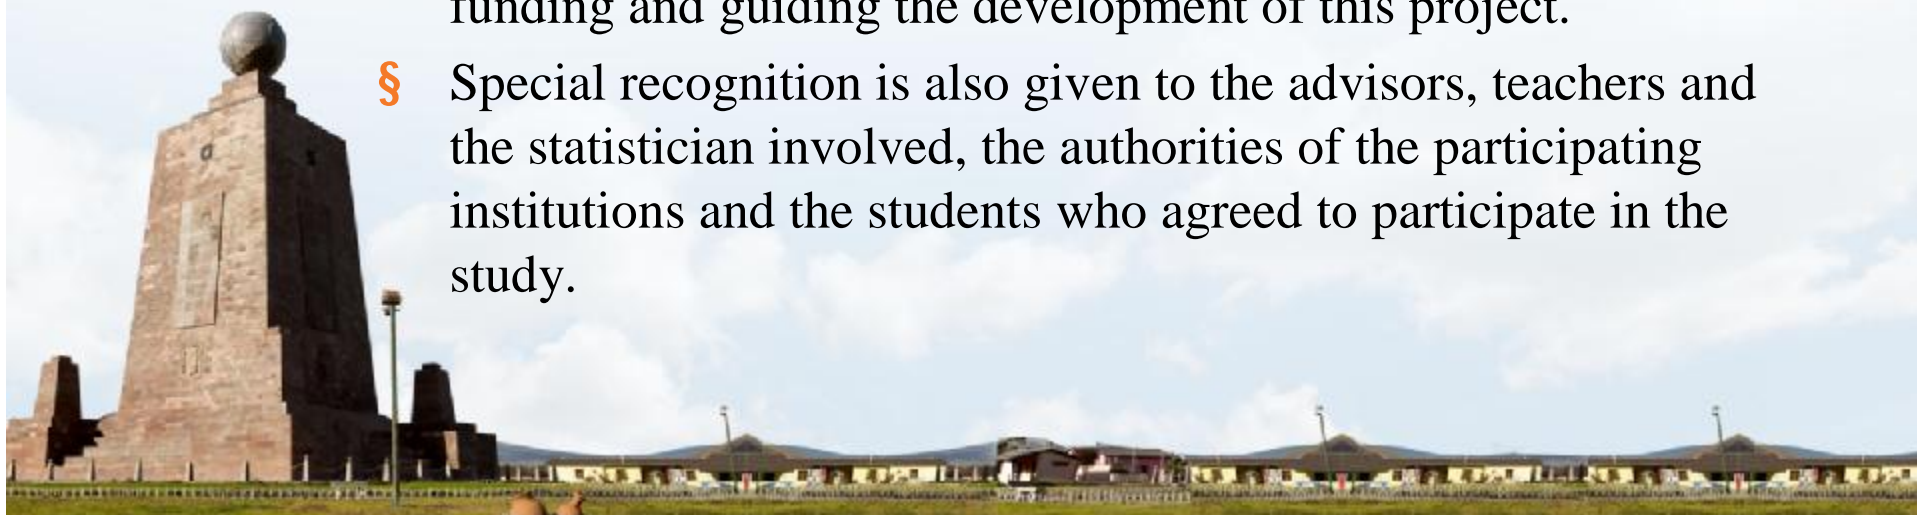 funding and guiding the development of this project.
§ Special recognition is also given to the advisors, teachers and
the statistician involved, the authorities of the participating
institutions and the students who agreed to participate in the
study.